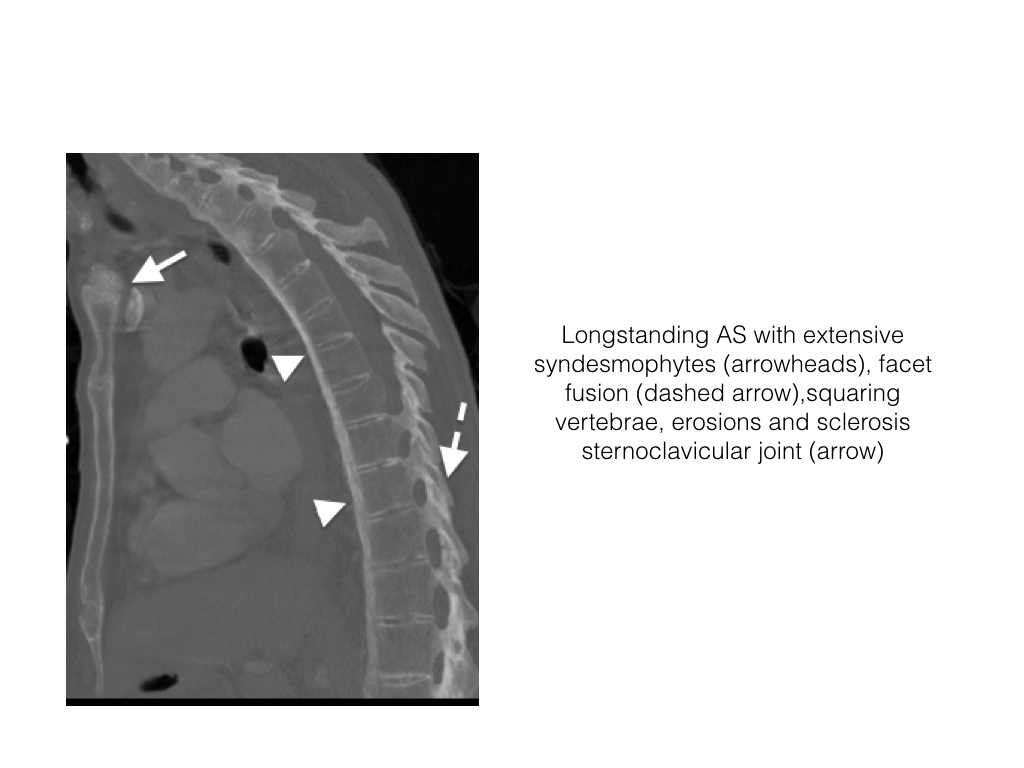 Longstanding AS with extensive
syndesmophytes (arrowheads), facet
fusion (dashed arrow),squaring
vertebrae, erosions and sclerosis
sternoclavicular joint (arrow)